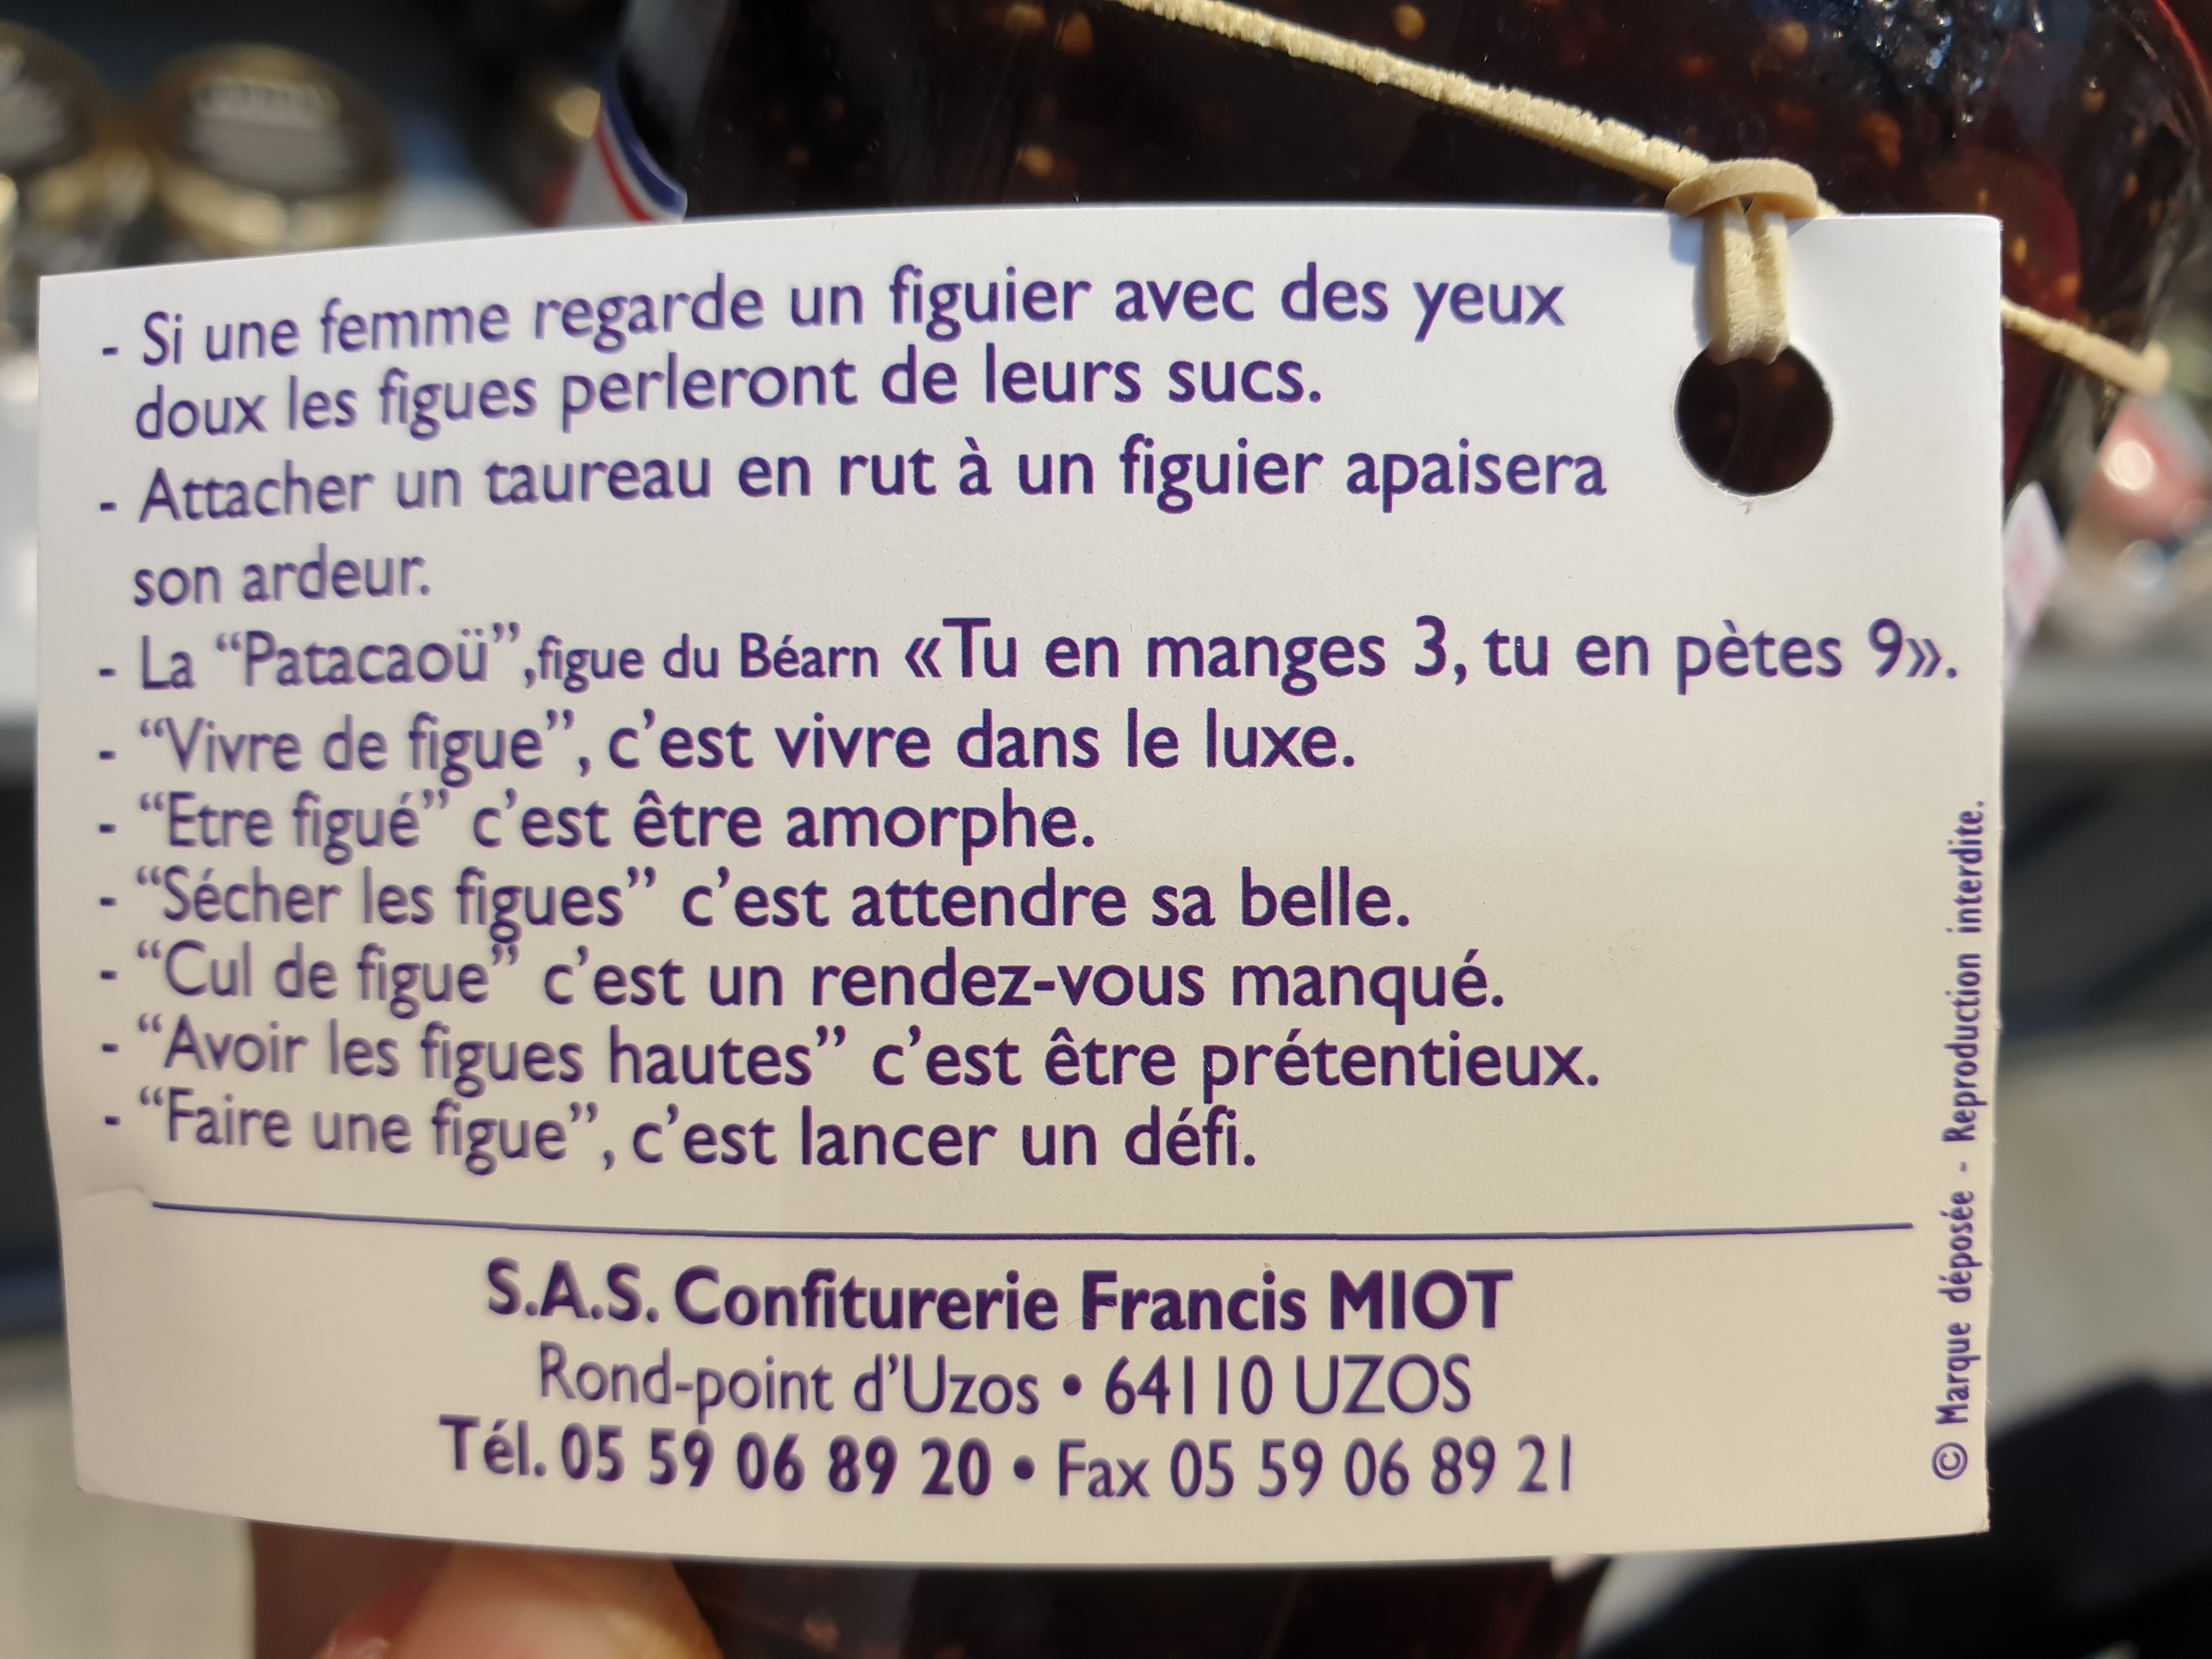 - Si une femme regarde un figuier avec des yeux
doux les figues perleront de leurs sucs.
- Attacher un taureau en rut à un figuier apaisera
son ardeur.
- La “Patacaoü”,figue du Béarn «Tu en manges 3, tu en pètes 9».
- “Vivre de figue”, c’est vivre dans le luxe.
- “Etre figué” c’est être amorphe.
- “Sécher les figues” c’est attendre sa belle.
- “Cul de figue” c’est un rendez-vous manqué.
- “Avoir les figues hautes” c’est être prétentieux.
- “Faire une figue”, c’est lancer un défi.
S.A.S. Confiturerie Francis MIOT
Rond-point d’Uzos • 64110 UZOS
Tél. 05 59 06 89 20 • Fax 05 59 06 89 21
© Marque déposée - Reproduction interdite.